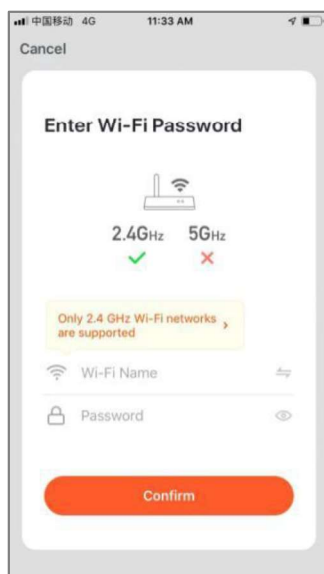 中国移动 4G 11:33 AM
Cancel
Enter Wi-Fi Password
2.4GHz 5GHz
Only 2.4 GHz Wi-Fi networks
are supported
Wi-Fi Name
Password
Confirm